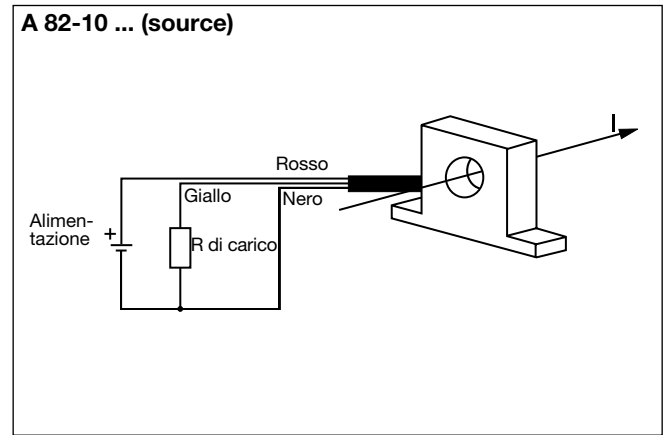 A 82-10 ... (source)
I
Rosso
Giallo
Nero
Alimen-
tazione
+
R di carico